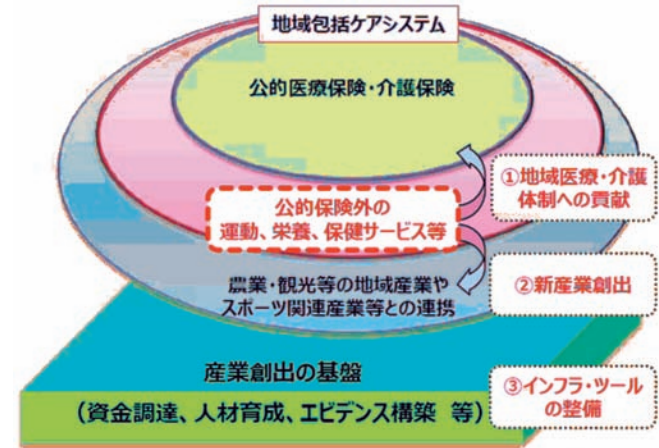 地域包括ケアシステム
公的医療保険・介護保険
①地域医療・介護
体制への貢献
公的保険外の
運動、栄養、保健サービス等
農業・観光等の地域産業や
スポーツ関連産業等との連携
②新産業創出
産業創出の基盤
（資金調達、人材育成、エビデンス構築 等）
③インフラ・ツール
の整備